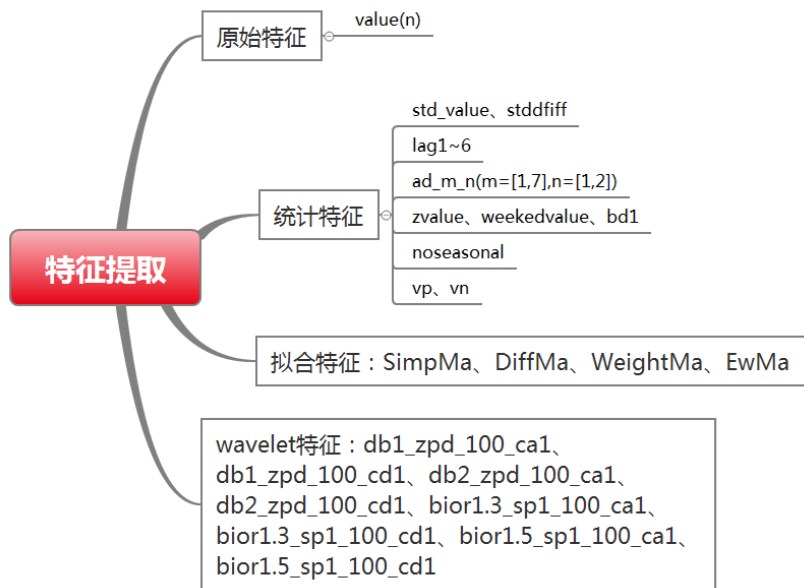 原始特征
value(n)
std_value、stddfiff
lag1~6
ad_m_n(m=[1,7],n=[1,2])
统计特征
zvalue、weekedvalue、bd1
noseasonal
vp、vn
特征提取
拟合特征：SimpMa、DiffMa、WeightMa、EwMa
wavelet特征：db1_zpd_100_ca1、
db1_zpd_100_cd1、db2_zpd_100_ca1、
db2_zpd_100_cd1、bior1.3_sp1_100_ca1、
bior1.3_sp1_100_cd1、bior1.5_sp1_100_ca1、
bior1.5_sp1_100_cd1